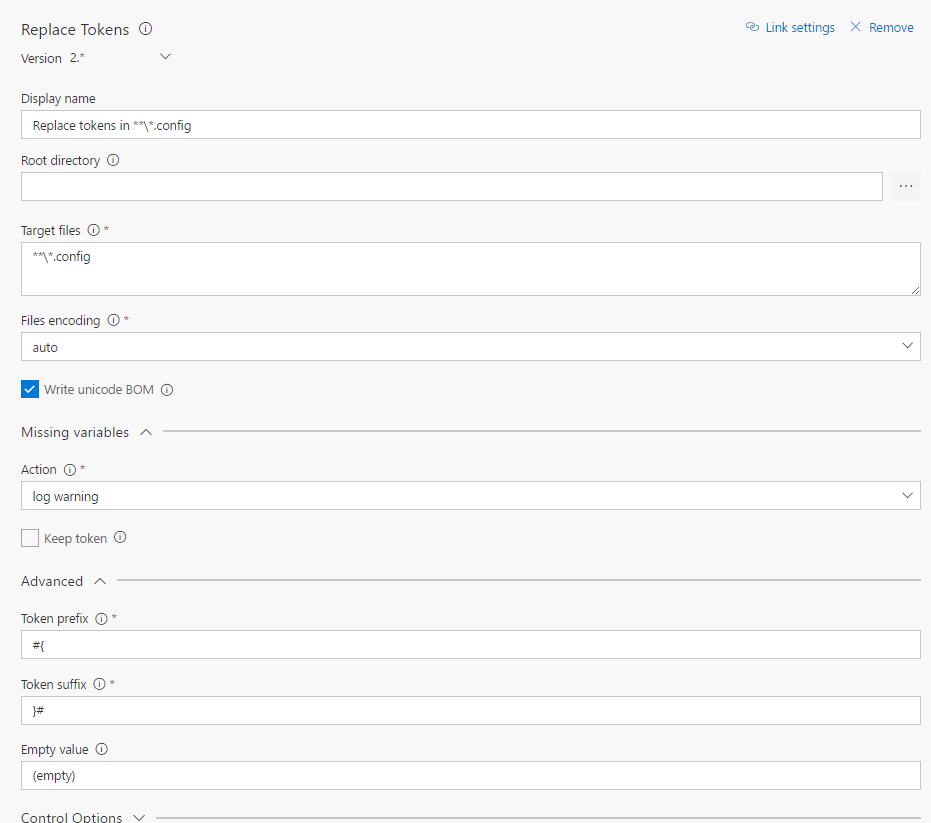 Replace Tokens
Link settings
Remove
Version 2.*
Display name
Replace tokens in **\*.config
Root directory
...
Target files *
**\*.config
Files encoding *
auto
Write unicode BOM
Missing variables
Action *
log warning
Keep token
Advanced
Token prefix *
#{
Token suffix *
}#
Empty value
(empty)
Control Options